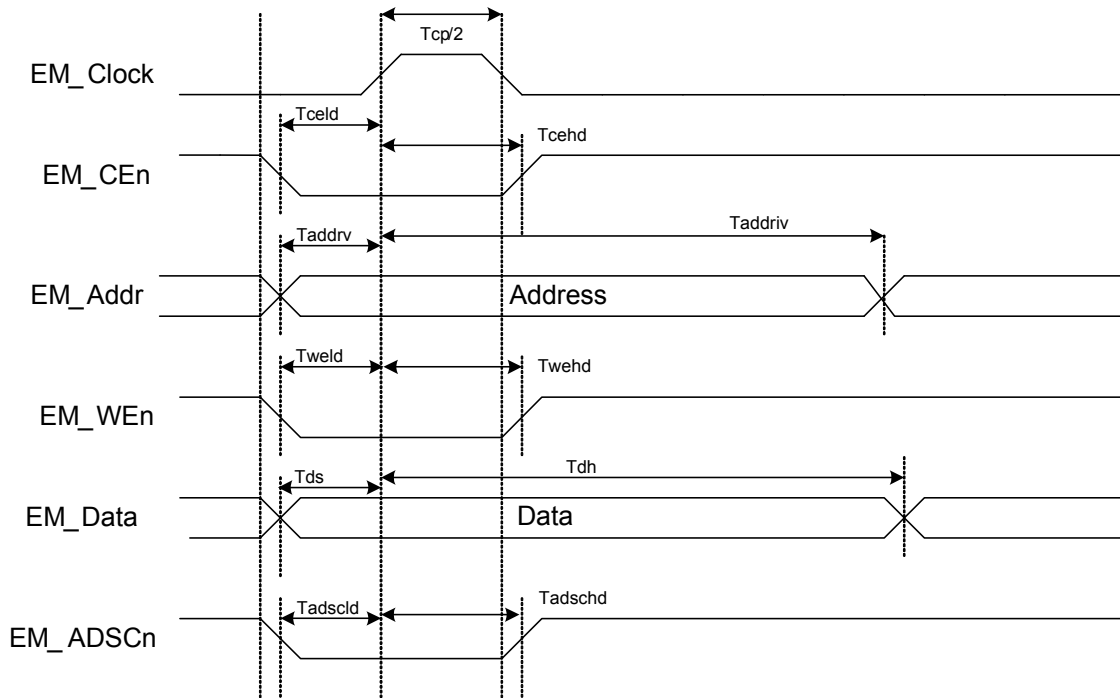 Tcp/2
EM_Clock
Tceld
Tcehd
EM_CEn
Taddrv
Taddriv
EM_Addr
Address
Tweld
Twehd
EM_WEn
Tds
Tdh
EM_Data
Data
Tadscld
Tadschd
EM_ADSCn